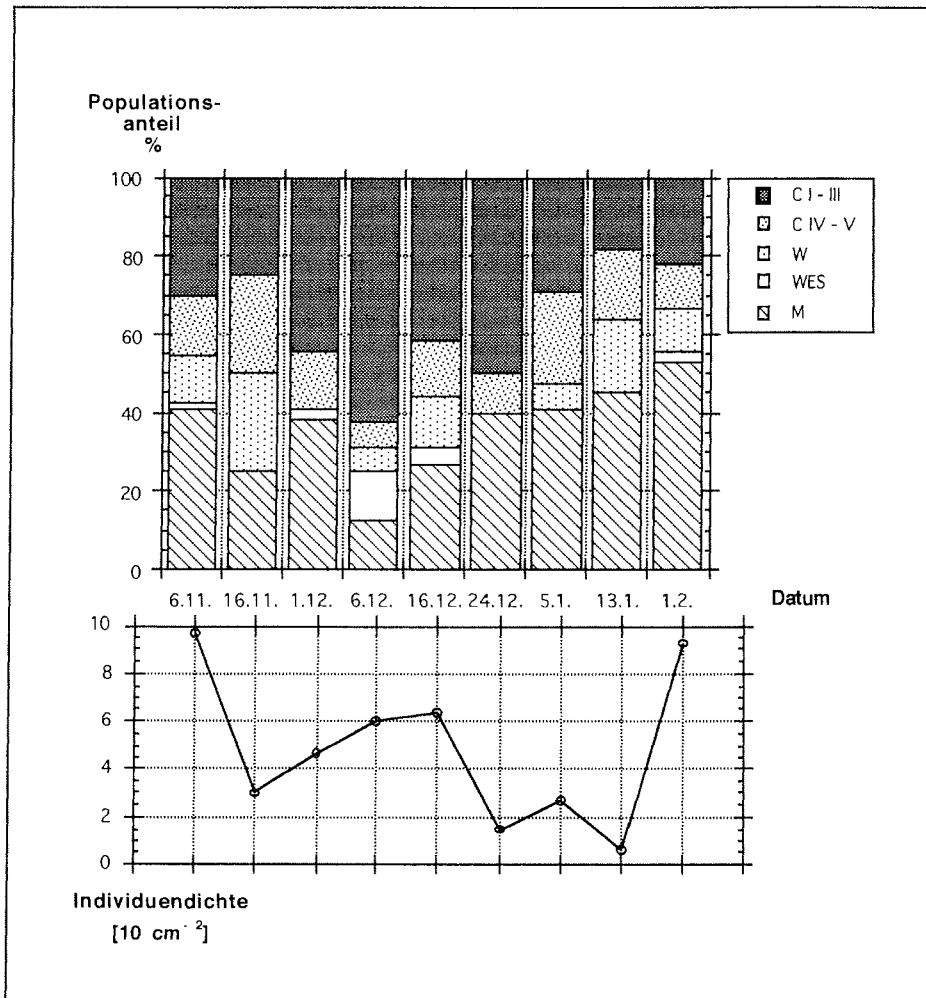 Populations-
anteil
%
100
80
60
40
20
0
C I - III
C IV - V
W
WES
M
6.11. 16.11. 1.12. 6.12. 16.12. 24.12. 5.1. 13.1. 1.2. Datum
10
8
6
4
2
0
Individuendichte
[10 cm⁻²]